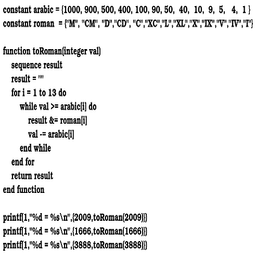 constant arabic = {1000, 900, 500, 400, 100, 90, 50, 40, 10, 9, 5, 4, 1 }
constant roman = {"M", "CM", "D","CD", "C","XC","L","XL","X","IX","V","IV","I"}
function toRoman(integer val)
sequence result
result = ""
for i = 1 to 13 do
while val >= arabic[i] do
result &= roman[i]
val -= arabic[i]
end while
end for
return result
end function
printf(1,"%d = %s\n",{2009,toRoman(2009)})
printf(1,"%d = %s\n",{1666,toRoman(1666)})
printf(1,"%d = %s\n",{3888,toRoman(3888)})